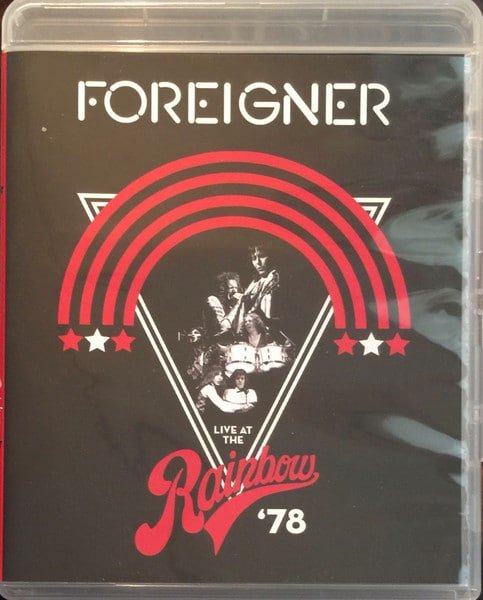 FOREIGNER
LIVE AT
THE
Rainbow
‘78